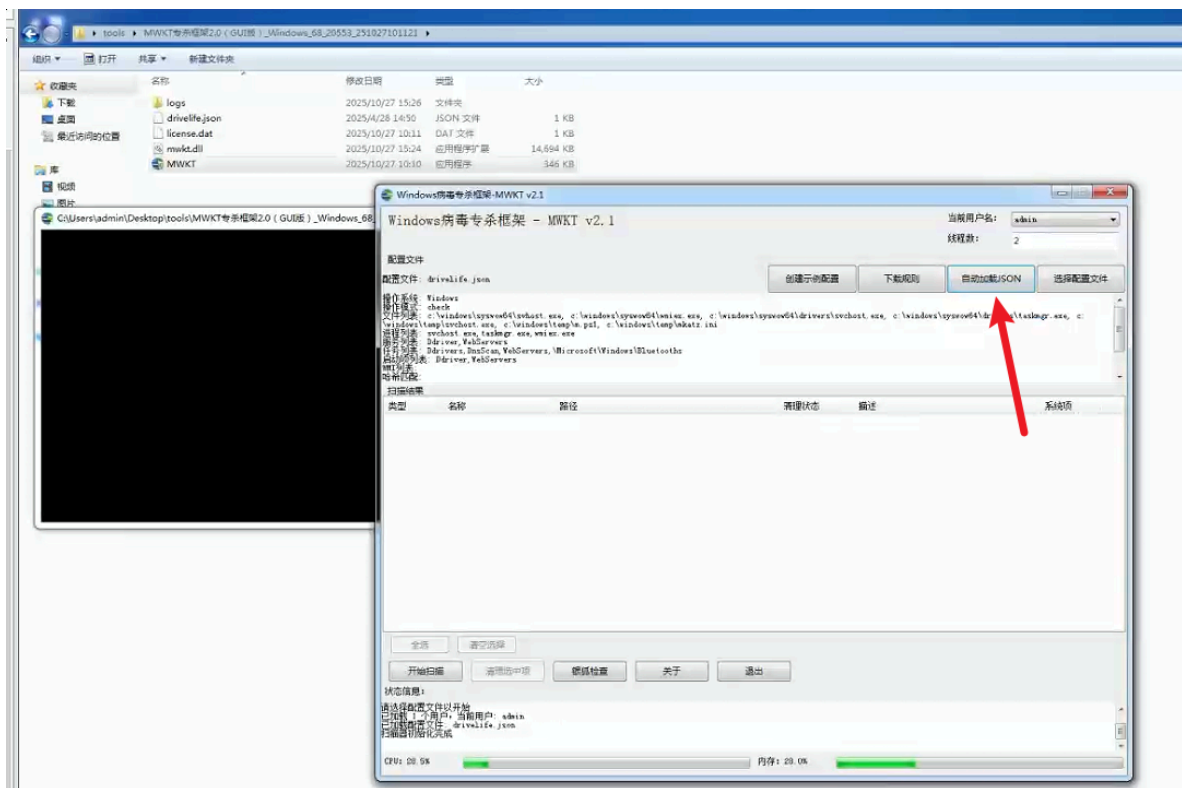 tools ▸ MWKT专杀框架2.0（GUI版）_Windows_68_20553_251027101121 ▸
组织 打开 共享 新建文件夹
收藏夹
下载
桌面
最近访问的位置
库
视频
图片
名称 修改日期 类型 大小
logs 2025/10/27 15:26 文件夹
drivelife.json 2025/4/28 14:50 JSON 文件 1 KB
license.dat 2025/10/27 10:11 DAT 文件 1 KB
mwkt.dll 2025/10/27 15:24 应用程序扩展 14,694 KB
MWKT 2025/10/27 10:10 应用程序 346 KB
C:\Users\admin\Desktop\tools\MWKT专杀框架2.0（GUI版）_Windows_68_
Windows病毒专杀框架-MWKT v2.1
Windows病毒专杀框架 - MWKT v2.1
当前用户名: admin
线程数: 2
配置文件
配置文件: drivelife.json
创建示例配置 下载规则 自动加载JSON 选择配置文件
操作系统: Windows
操作模式: check
文件列表: c:\windows\syswow64\svhost.exe, c:\windows\syswow64\wmiex.exe, c:\windows\syswow64\drivers\svchost.exe, c:\windows\syswow64\drivers\taskmgr.exe, c:
\windows\temp\svchost.exe, c:\windows\temp\m.ps1, c:\windows\temp\mkatz.ini
进程列表: svchost.exe,taskmgr.exe,wmiex.exe
服务列表: Ddriver,WebServers
任务列表: Ddrivers,DnsScan,WebServers,\Microsoft\Windows\Bluetooths
启动项列表: Ddriver,WebServers
WMI列表:
哈希匹配:
扫描结果
类型 名称 路径 清理状态 描述 系统项
全选 清空选择
开始扫描 清理选中项 银狐检查 关于 退出
状态信息:
请选择配置文件以开始
已加载 1 个用户，当前用户: admin
已加载配置文件: drivelife.json
扫描器初始化完成
CPU: 28.5% 内存: 28.0%